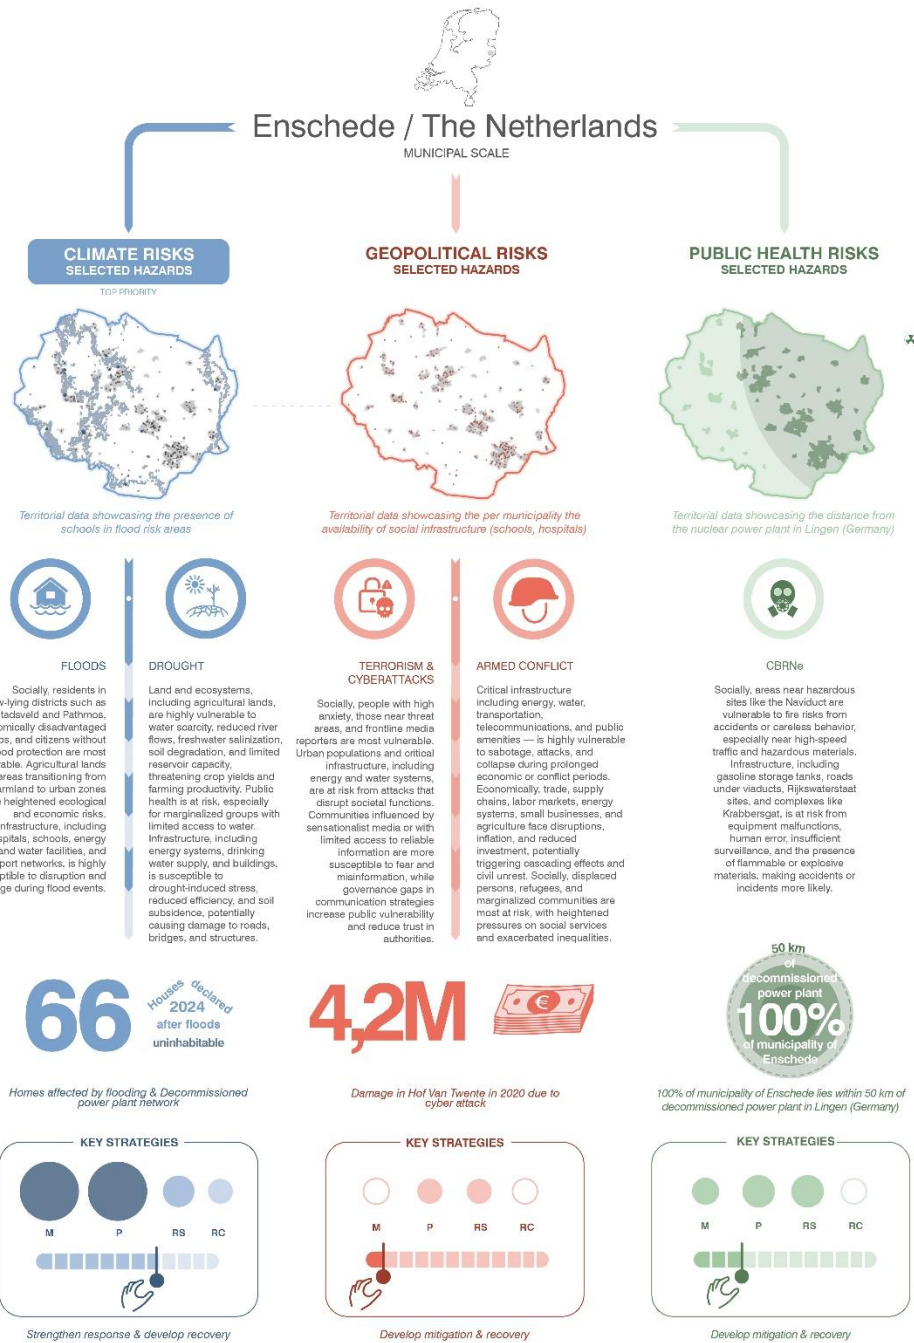 Enschede / The Netherlands
MUNICIPAL SCALE
CLIMATE RISKS
SELECTED HAZARDS
TOP PRIORITY
Territorial data showcasing the presence of
schools in flood risk areas
FLOODS
Socially, residents in
w-lying districts such as
tadsveld and Pathmos,
omically disadvantaged
ps, and citizens without
ood protection are most
able. Agricultural lands
areas transitioning from
rmland to urban zones
e heightened ecological
and economic risks.
nfrastructure, including
spitals, schools, energy
and water facilities, and
port networks, is highly
ptible to disruption and
ge during flood events.
DROUGHT
Land and ecosystems,
including agricultural lands,
are highly vulnerable to
water scarcity, reduced river
flows, freshwater salinization,
soil degradation, and limited
reservoir capacity,
threatening crop yields and
farming productivity. Public
health is at risk, especially
for marginalized groups with
limited access to water.
Infrastructure, including
energy systems, drinking
water supply, and buildings,
is susceptible to
drought-induced stress,
reduced efficiency, and soil
subsidence, potentially
causing damage to roads,
bridges, and structures.
66
Houses declared
2024
after floods
uninhabitable
Homes affected by flooding & Decommissioned
power plant network
KEY STRATEGIES
M P RS RC
Strengthen response & develop recovery
GEOPOLITICAL RISKS
SELECTED HAZARDS
Territorial data showcasing the per municipality the
availability of social infrastructure (schools, hospitals)
TERRORISM &
CYBERATTACKS
Socially, people with high
anxiety, those near threat
areas, and frontline media
reporters are most vulnerable.
Urban populations and critical
infrastructure, including
energy and water systems,
are at risk from attacks that
disrupt societal functions.
Communities influenced by
sensationalist media or with
limited access to reliable
information are more
susceptible to fear and
misinformation, while
governance gaps in
communication strategies
increase public vulnerability
and reduce trust in
authorities.
ARMED CONFLICT
Critical infrastructure
including energy, water,
transportation,
telecommunications, and public
amenities — is highly vulnerable
to sabotage, attacks, and
collapse during prolonged
economic or conflict periods.
Economically, trade, supply
chains, labor markets, energy
systems, small businesses, and
agriculture face disruptions,
inflation, and reduced
investment, potentially
triggering cascading effects and
civil unrest. Socially, displaced
persons, refugees, and
marginalized communities are
most at risk, with heightened
pressures on social services
and exacerbated inequalities.
4,2M
€
Damage in Hof Van Twente in 2020 due to
cyber attack
KEY STRATEGIES
M P RS RC
Develop mitigation & recovery
PUBLIC HEALTH RISKS
SELECTED HAZARDS
Territorial data showcasing the distance from
the nuclear power plant in Lingen (Germany)
CBRNe
Socially, areas near hazardous
sites like the Naviduct are
vulnerable to fire risks from
accidents or careless behavior,
especially near high-speed
traffic and hazardous materials.
Infrastructure, including
gasoline storage tanks, roads
under viaducts, Rijkswaterstaat
sites, and complexes like
Krabbersgat, is at risk from
equipment malfunctions,
human error, insufficient
surveillance, and the presence
of flammable or explosive
materials, making accidents or
incidents more likely.
50 km
of
decommissioned
power plant
100%
of municipality of
Enschede
100% of municipality of Enschede lies within 50 km of
decommissioned power plant in Lingen (Germany)
KEY STRATEGIES
M P RS RC
Develop mitigation & recovery